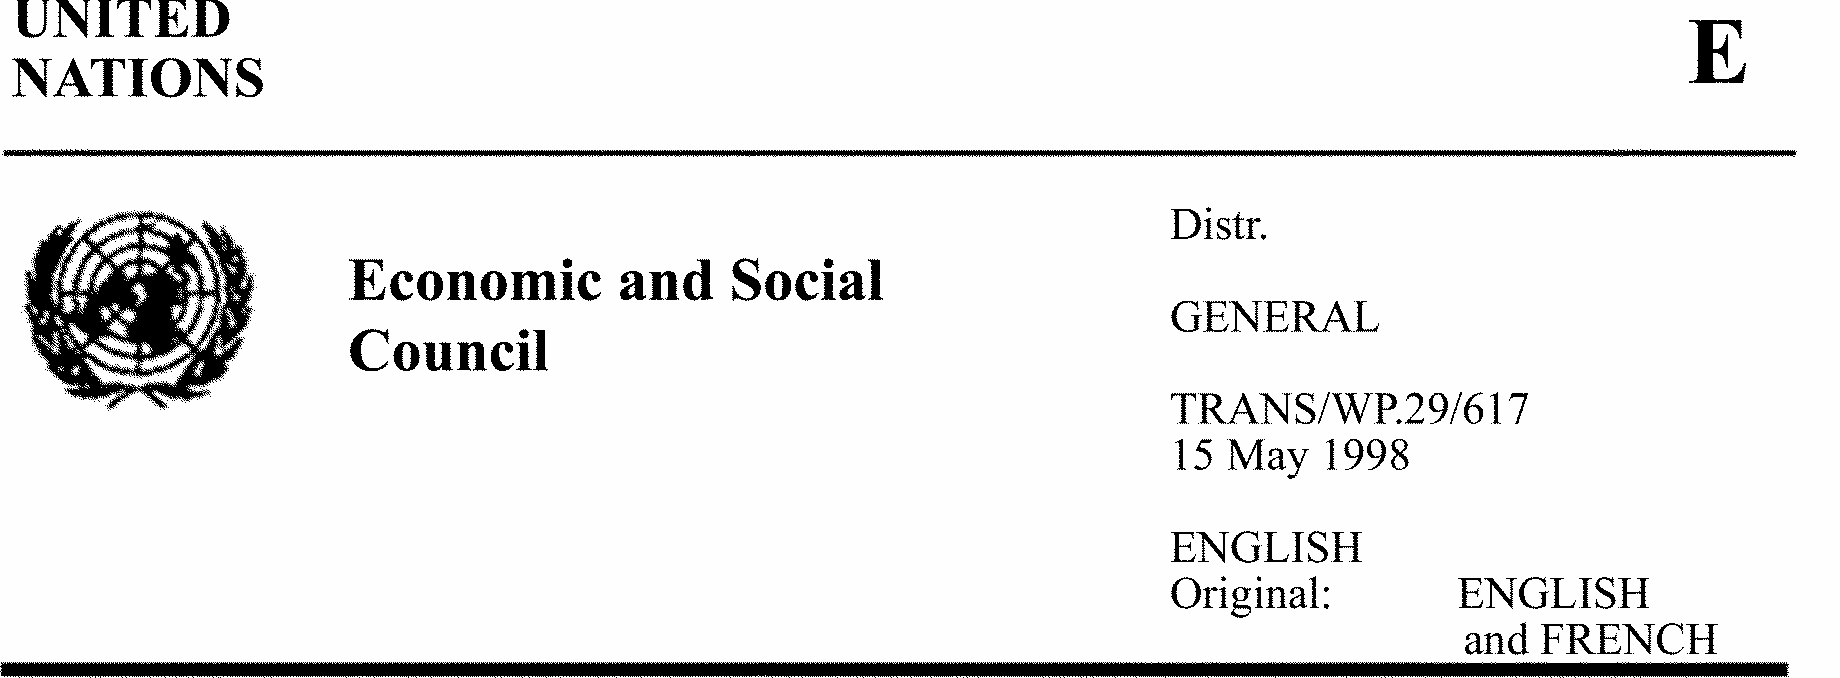 UNITED
NATIONS
E
Economic and Social
Council
Distr.
GENERAL
TRANS/WP.29/617
15 May 1998
ENGLISH
Original: ENGLISH
and FRENCH